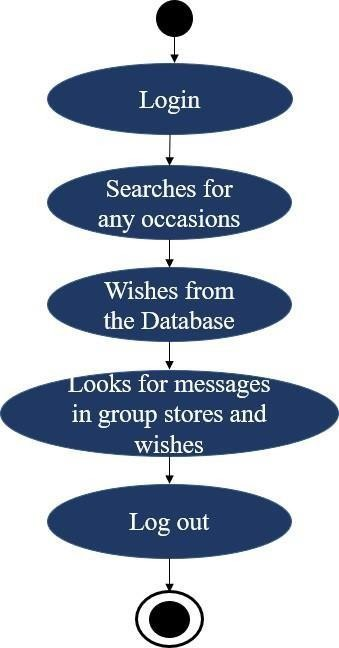 Login
Searches for
any occasions
Wishes from
the Database
Looks for messages
in group stores and
wishes
Log out